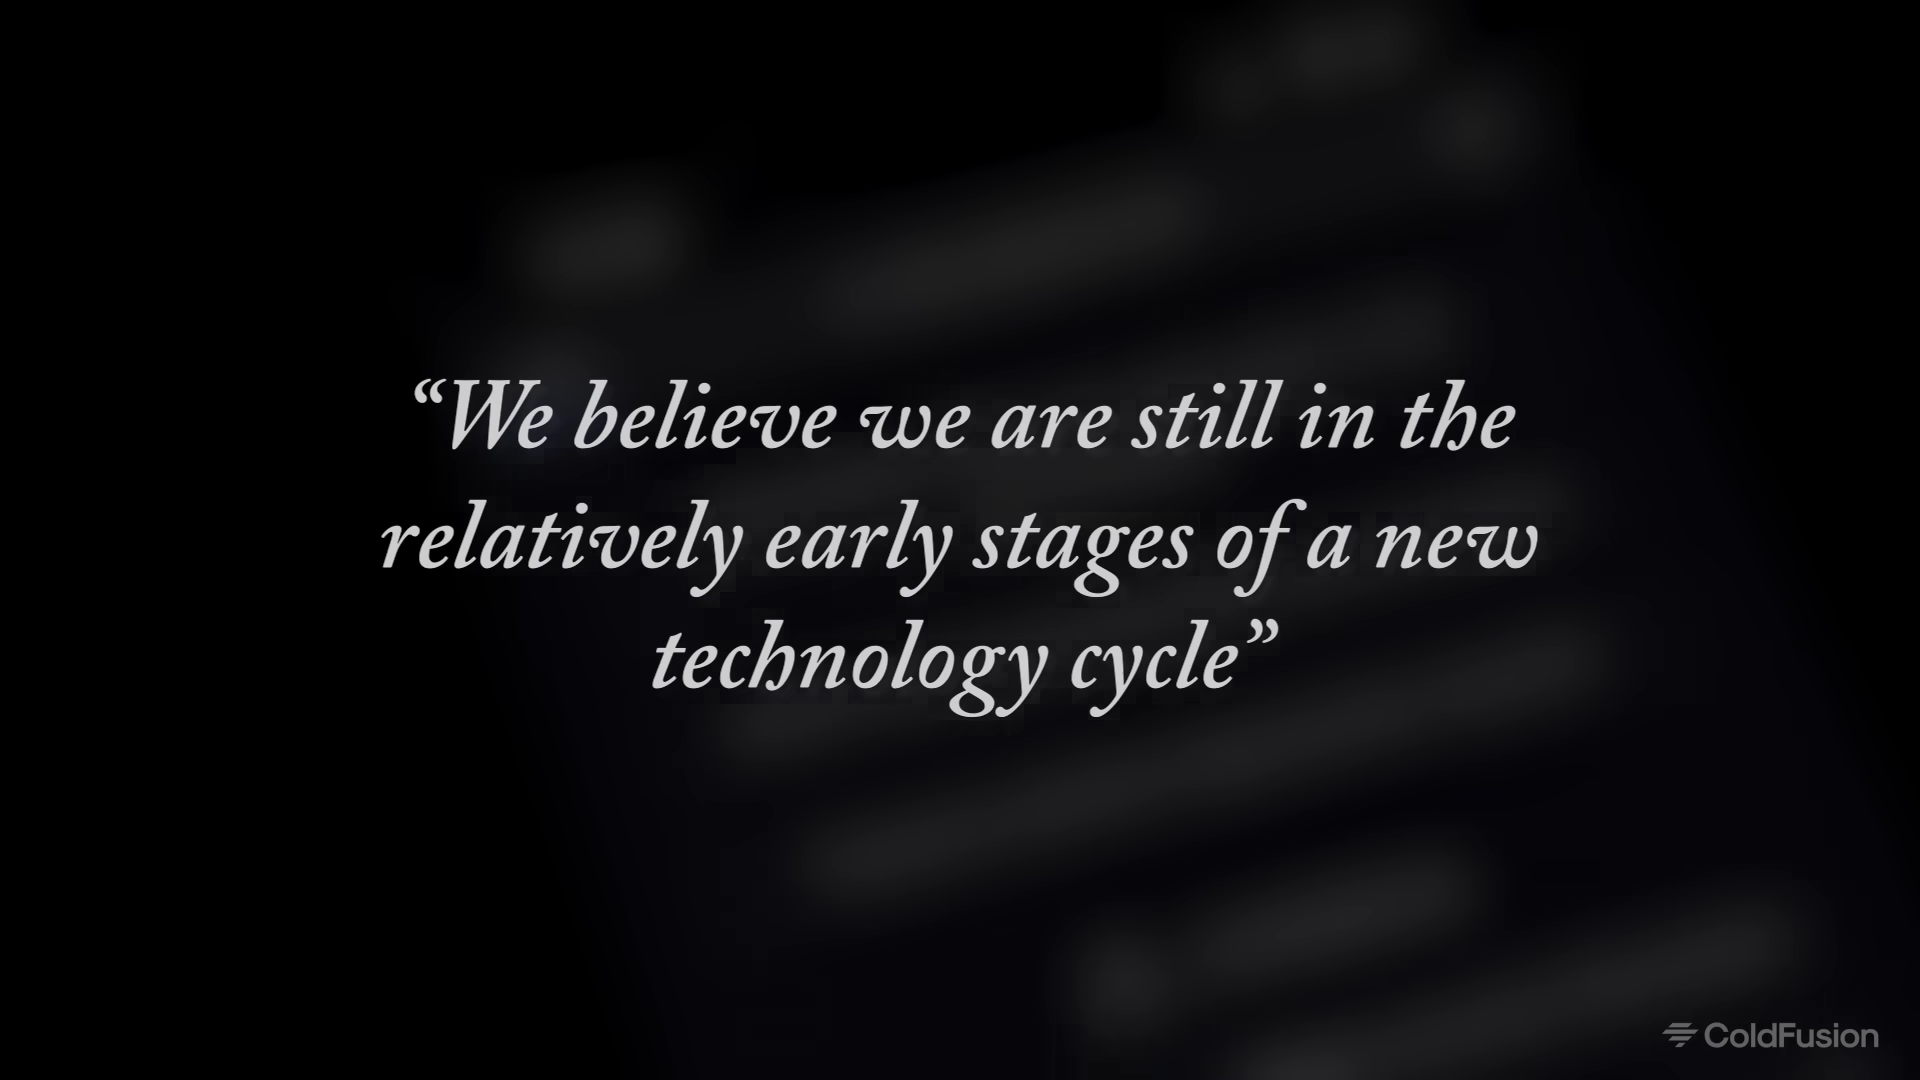 “We believe we are still in the
relatively early stages of a new
technology cycle”
ColdFusion